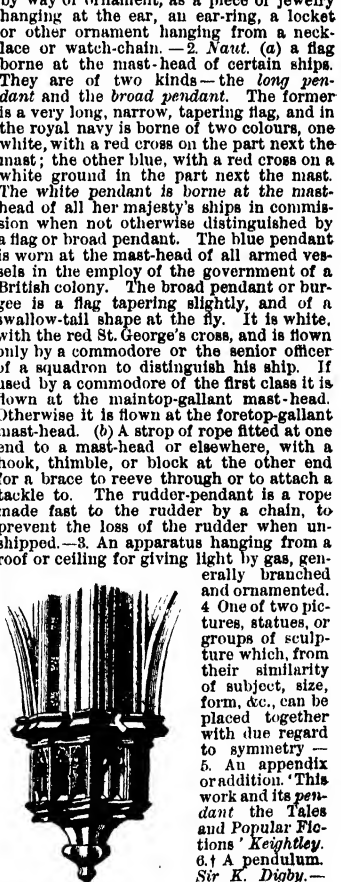 by way of ornament, as a piece of jewelry
hanging at the ear, an ear-ring, a locket
or other ornament hanging from a neck-
lace or watch-chain. — 2. Naut. (a) a flag
borne at the mast-head of certain ships.
They are of two kinds — the long pen-
dant and the broad pendant. The former
is a very long, narrow, tapering flag, and in
the royal navy is borne of two colours, one
white, with a red cross on the part next the
mast; the other blue, with a red cross on a
white ground in the part next the mast.
The white pendant is borne at the mast-
head of all her majesty's ships in commis-
sion when not otherwise distinguished by
a flag or broad pendant. The blue pendant
is worn at the mast-head of all armed ves-
sels in the employ of the government of a
British colony. The broad pendant or bur-
gee is a flag tapering slightly, and of a
swallow-tail shape at the fly. It is white,
with the red St. George's cross, and is flown
only by a commodore or the senior officer
of a squadron to distinguish his ship. If
used by a commodore of the first class it is
flown at the maintop-gallant mast-head.
Otherwise it is flown at the foretop-gallant
mast-head. (b) A strop of rope fitted at one
end to a mast-head or elsewhere, with a
hook, thimble, or block at the other end
for a brace to reeve through or to attach a
tackle to. The rudder-pendant is a rope
made fast to the rudder by a chain, to
prevent the loss of the rudder when un-
shipped.—3. An apparatus hanging from a
roof or ceiling for giving light by gas, gen-
erally branched
and ornamented.
4 One of two pic-
tures, statues, or
groups of sculp-
ture which, from
their similarity
of subject, size,
form, &c., can be
placed together
with due regard
to symmetry —
5. An appendix
or addition. 'This
work and its pen-
dant the Tales
and Popular Fic-
tions ' Keightley.
6.† A pendulum.
Sir K. Digby.—